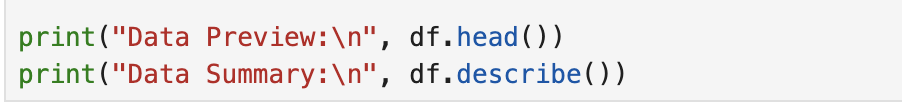 print("Data Preview:\n", df.head())
print("Data Summary:\n", df.describe())